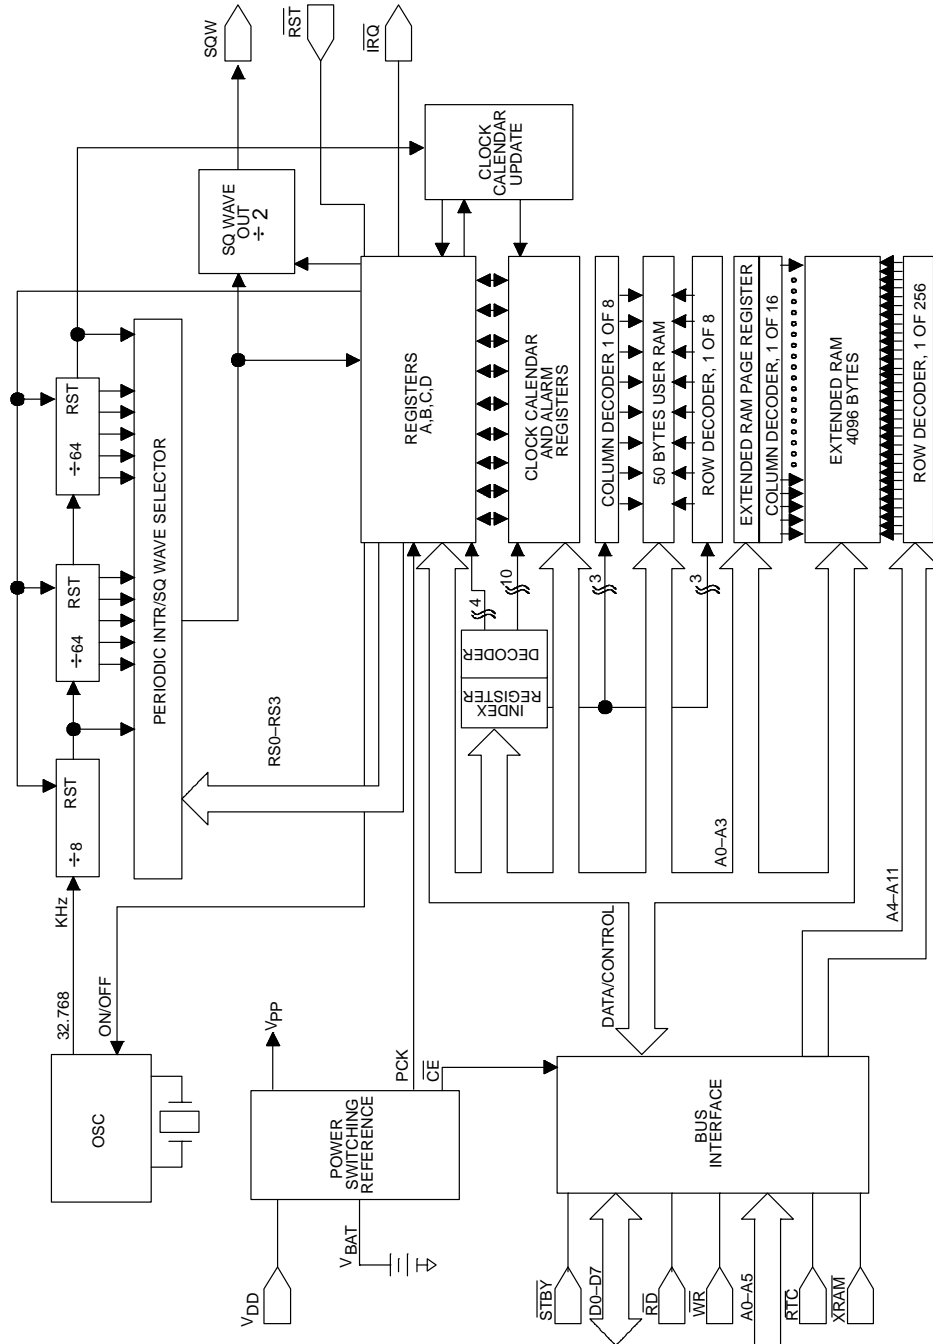 OSC
32.768
KHz
ON/OFF
÷8
RST
÷64
RST
÷64
RST
PERIODIC INTR/SQ WAVE SELECTOR
SQ WAVE
OUT
÷2
SQW
RST
IRQ
CLOCK
CALENDAR
UPDATE
VDD
VBAT
POWER
SWITCHING
REFERENCE
VPP
PCK
CE
RS0–RS3
REGISTERS
A,B,C,D
CLOCK CALENDAR
AND ALARM
REGISTERS
COLUMN DECODER 1 OF 8
50 BYTES USER RAM
ROW DECODER, 1 OF 8
EXTENDED RAM PAGE REGISTER
COLUMN DECODER, 1 OF 16
EXTENDED RAM
4096 BYTES
ROW DECODER, 1 OF 256
INDEX
REGISTER
DECODER
4
10
3
3
DATA/CONTROL
A0–A3
A4–A11
BUS
INTERFACE
STBY
D0–D7
RD
WR
A0–A5
RTC
XRAM